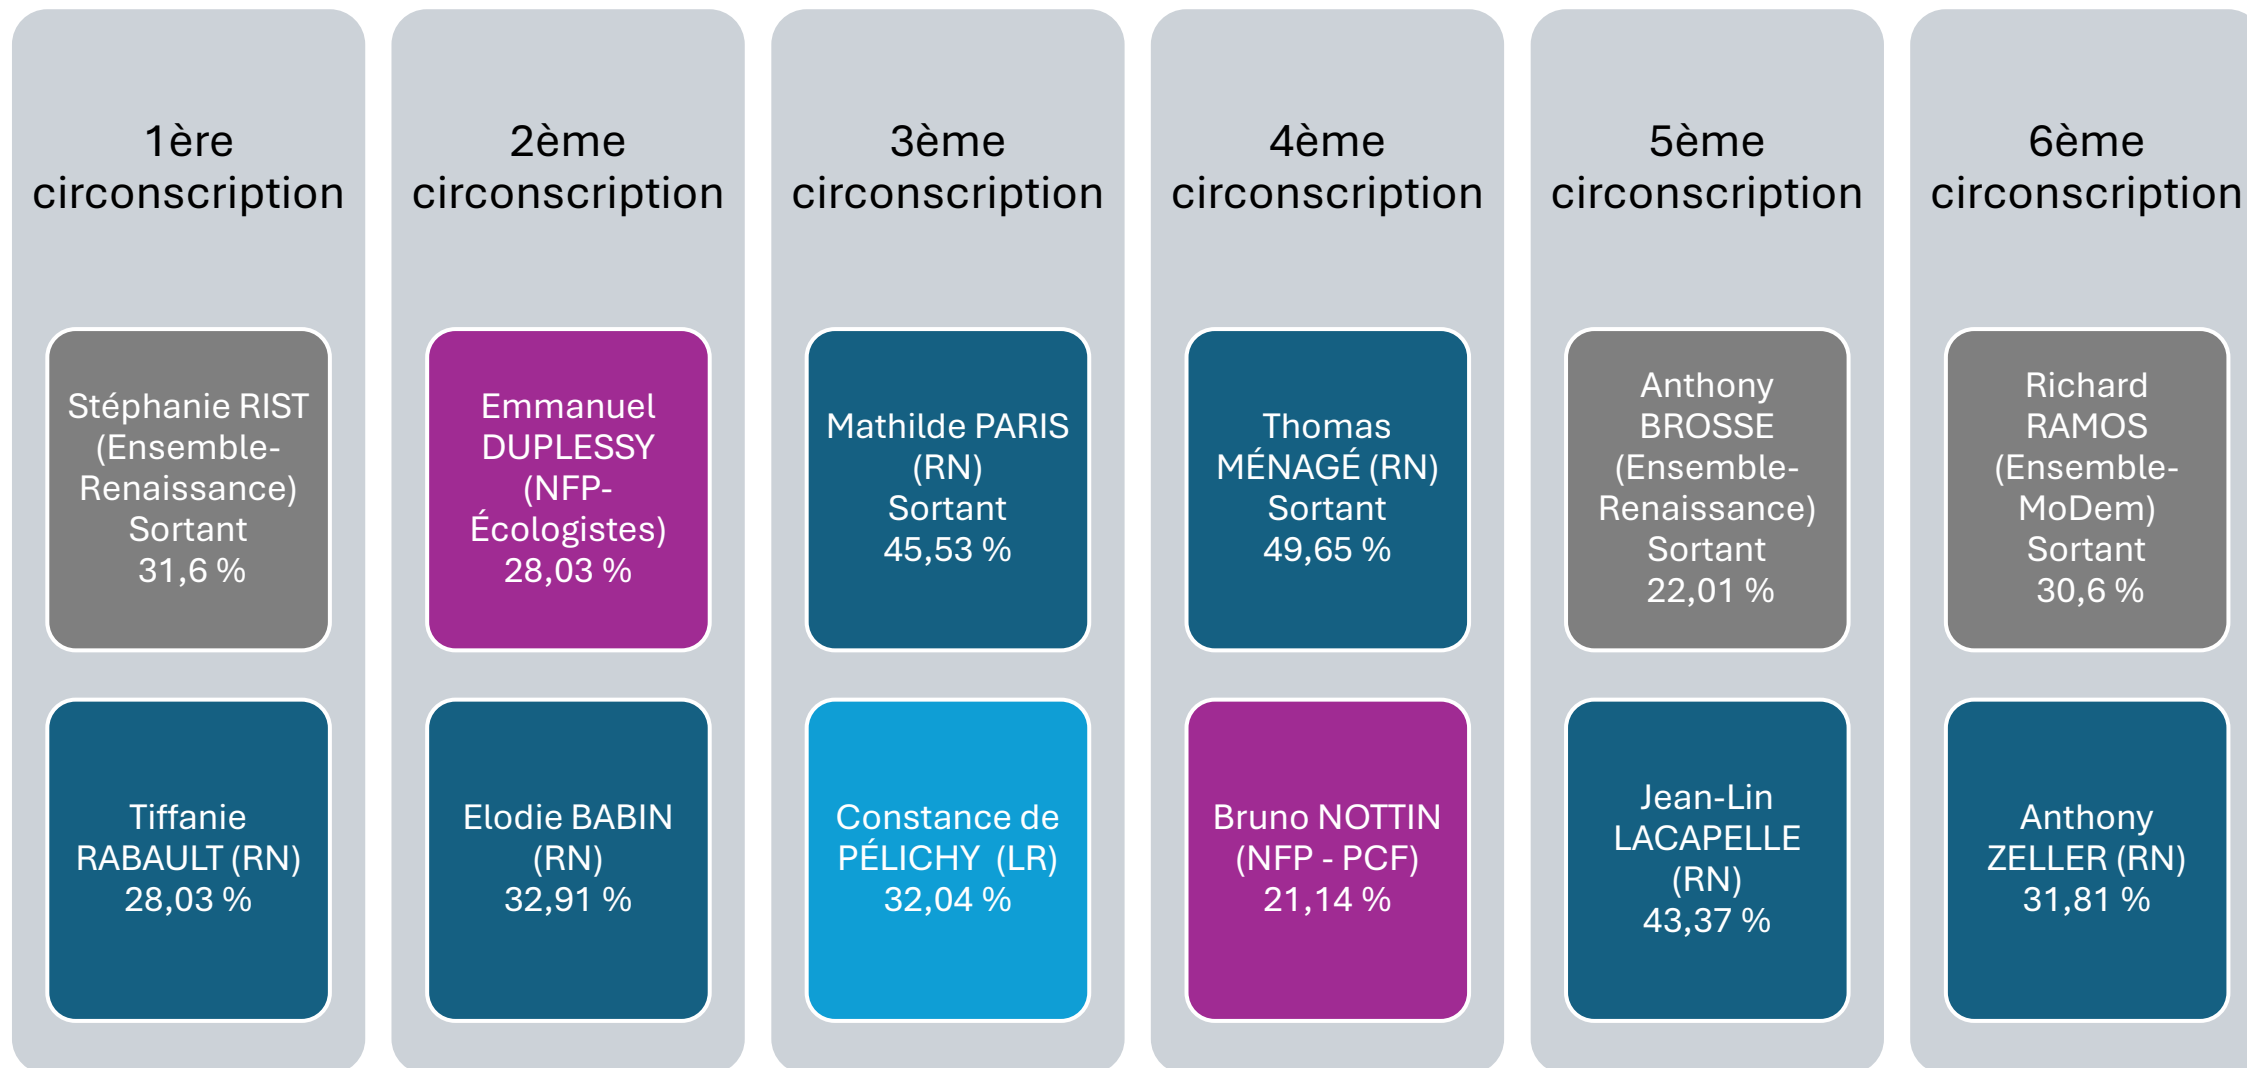 1ère
circonscription
Stéphanie RIST
(Ensemble-
Renaissance)
Sortant
31,6 %
Tiffanie
RABAULT (RN)
28,03 %
2ème
circonscription
Emmanuel
DUPLESSY
(NFP-
Écologistes)
28,03 %
Elodie BABIN
(RN)
32,91 %
3ème
circonscription
Mathilde PARIS
(RN)
Sortant
45,53 %
Constance de
PÉLICHY (LR)
32,04 %
4ème
circonscription
Thomas
MÉNAGÉ (RN)
Sortant
49,65 %
Bruno NOTTIN
(NFP - PCF)
21,14 %
5ème
circonscription
Anthony
BROSSE
(Ensemble-
Renaissance)
Sortant
22,01 %
Jean-Lin
LACAPELLE
(RN)
43,37 %
6ème
circonscription
Richard
RAMOS
(Ensemble-
MoDem)
Sortant
30,6 %
Anthony
ZELLER (RN)
31,81 %